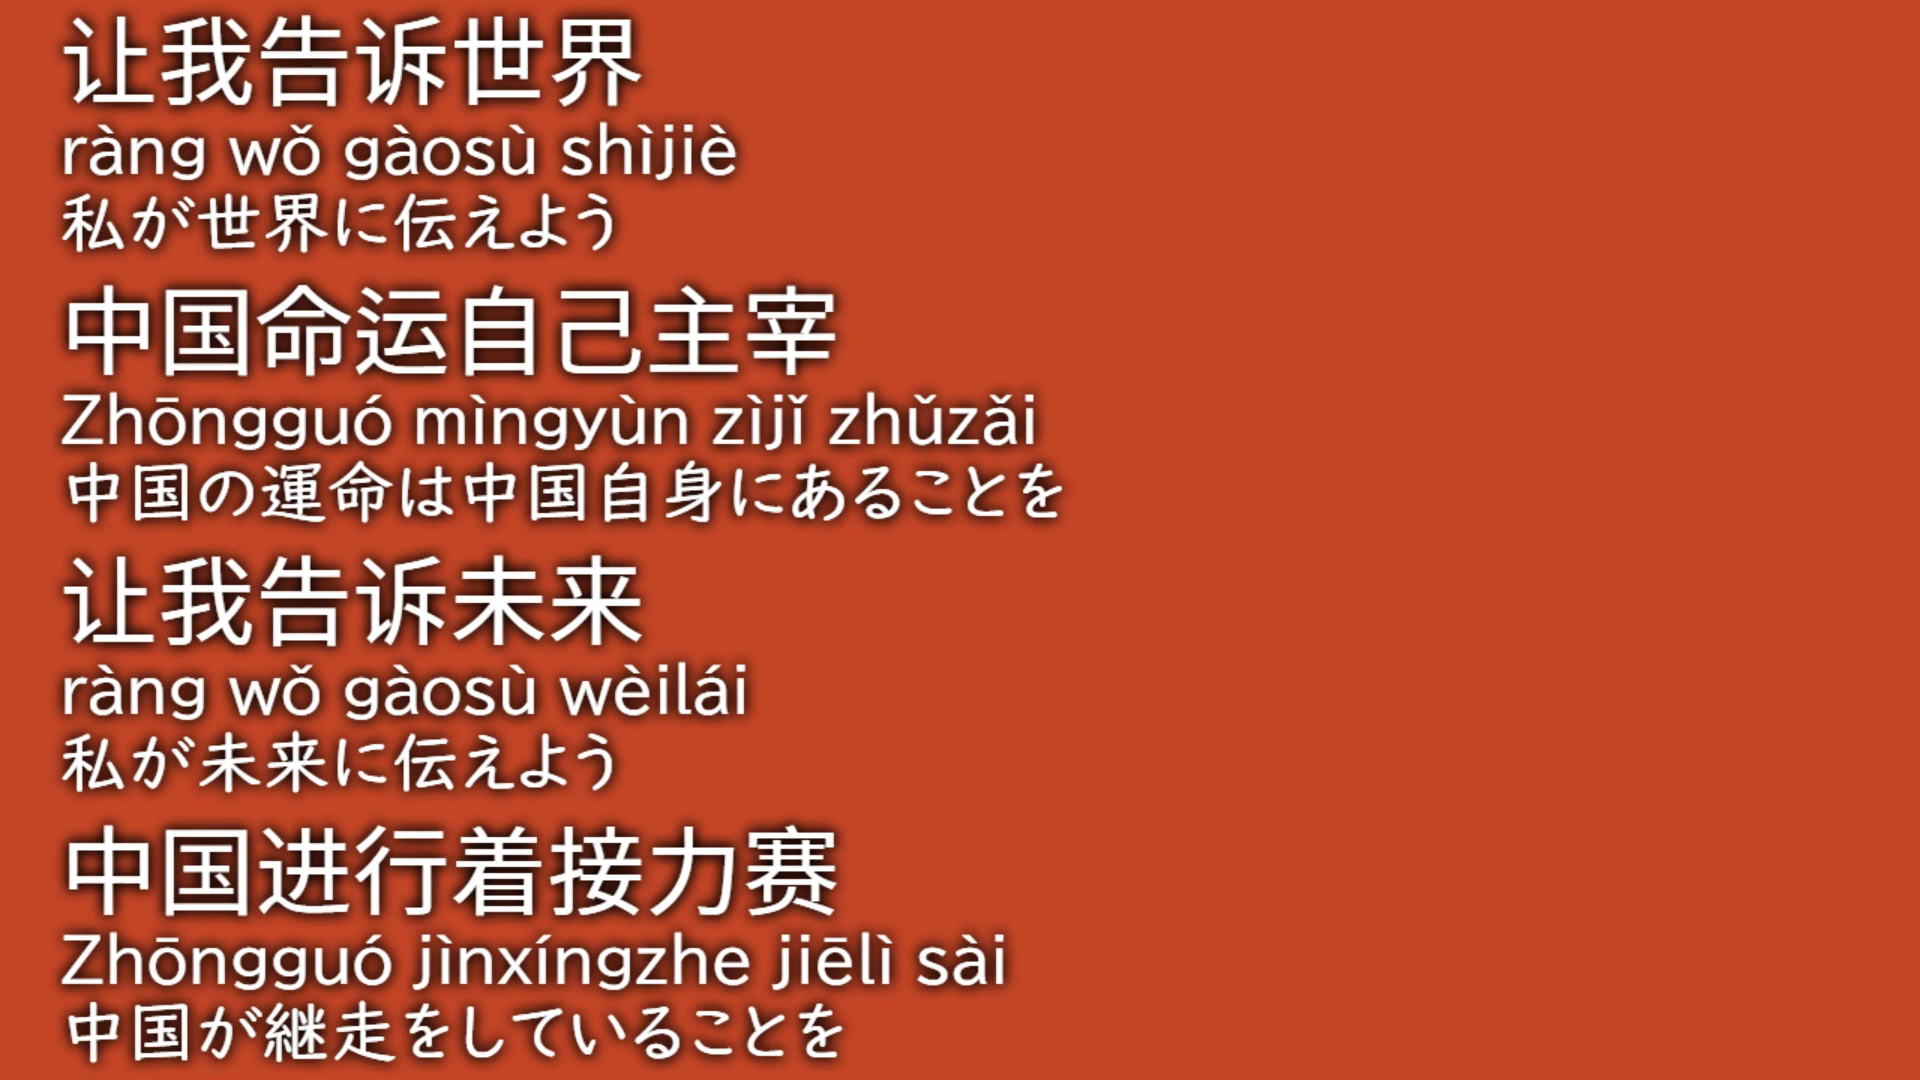 让我告诉世界
ràng wǒ gàosù shìjiè
私が世界に伝えよう
中国命运自己主宰
Zhōngguó mìngyùn zìjǐ zhǔzǎi
中国の運命は中国自身にあることを
让我告诉未来
ràng wǒ gàosù wèilái
私が未来に伝えよう
中国进行着接力赛
Zhōngguó jìnxíngzhe jiēlì sài
中国が継走をしていることを